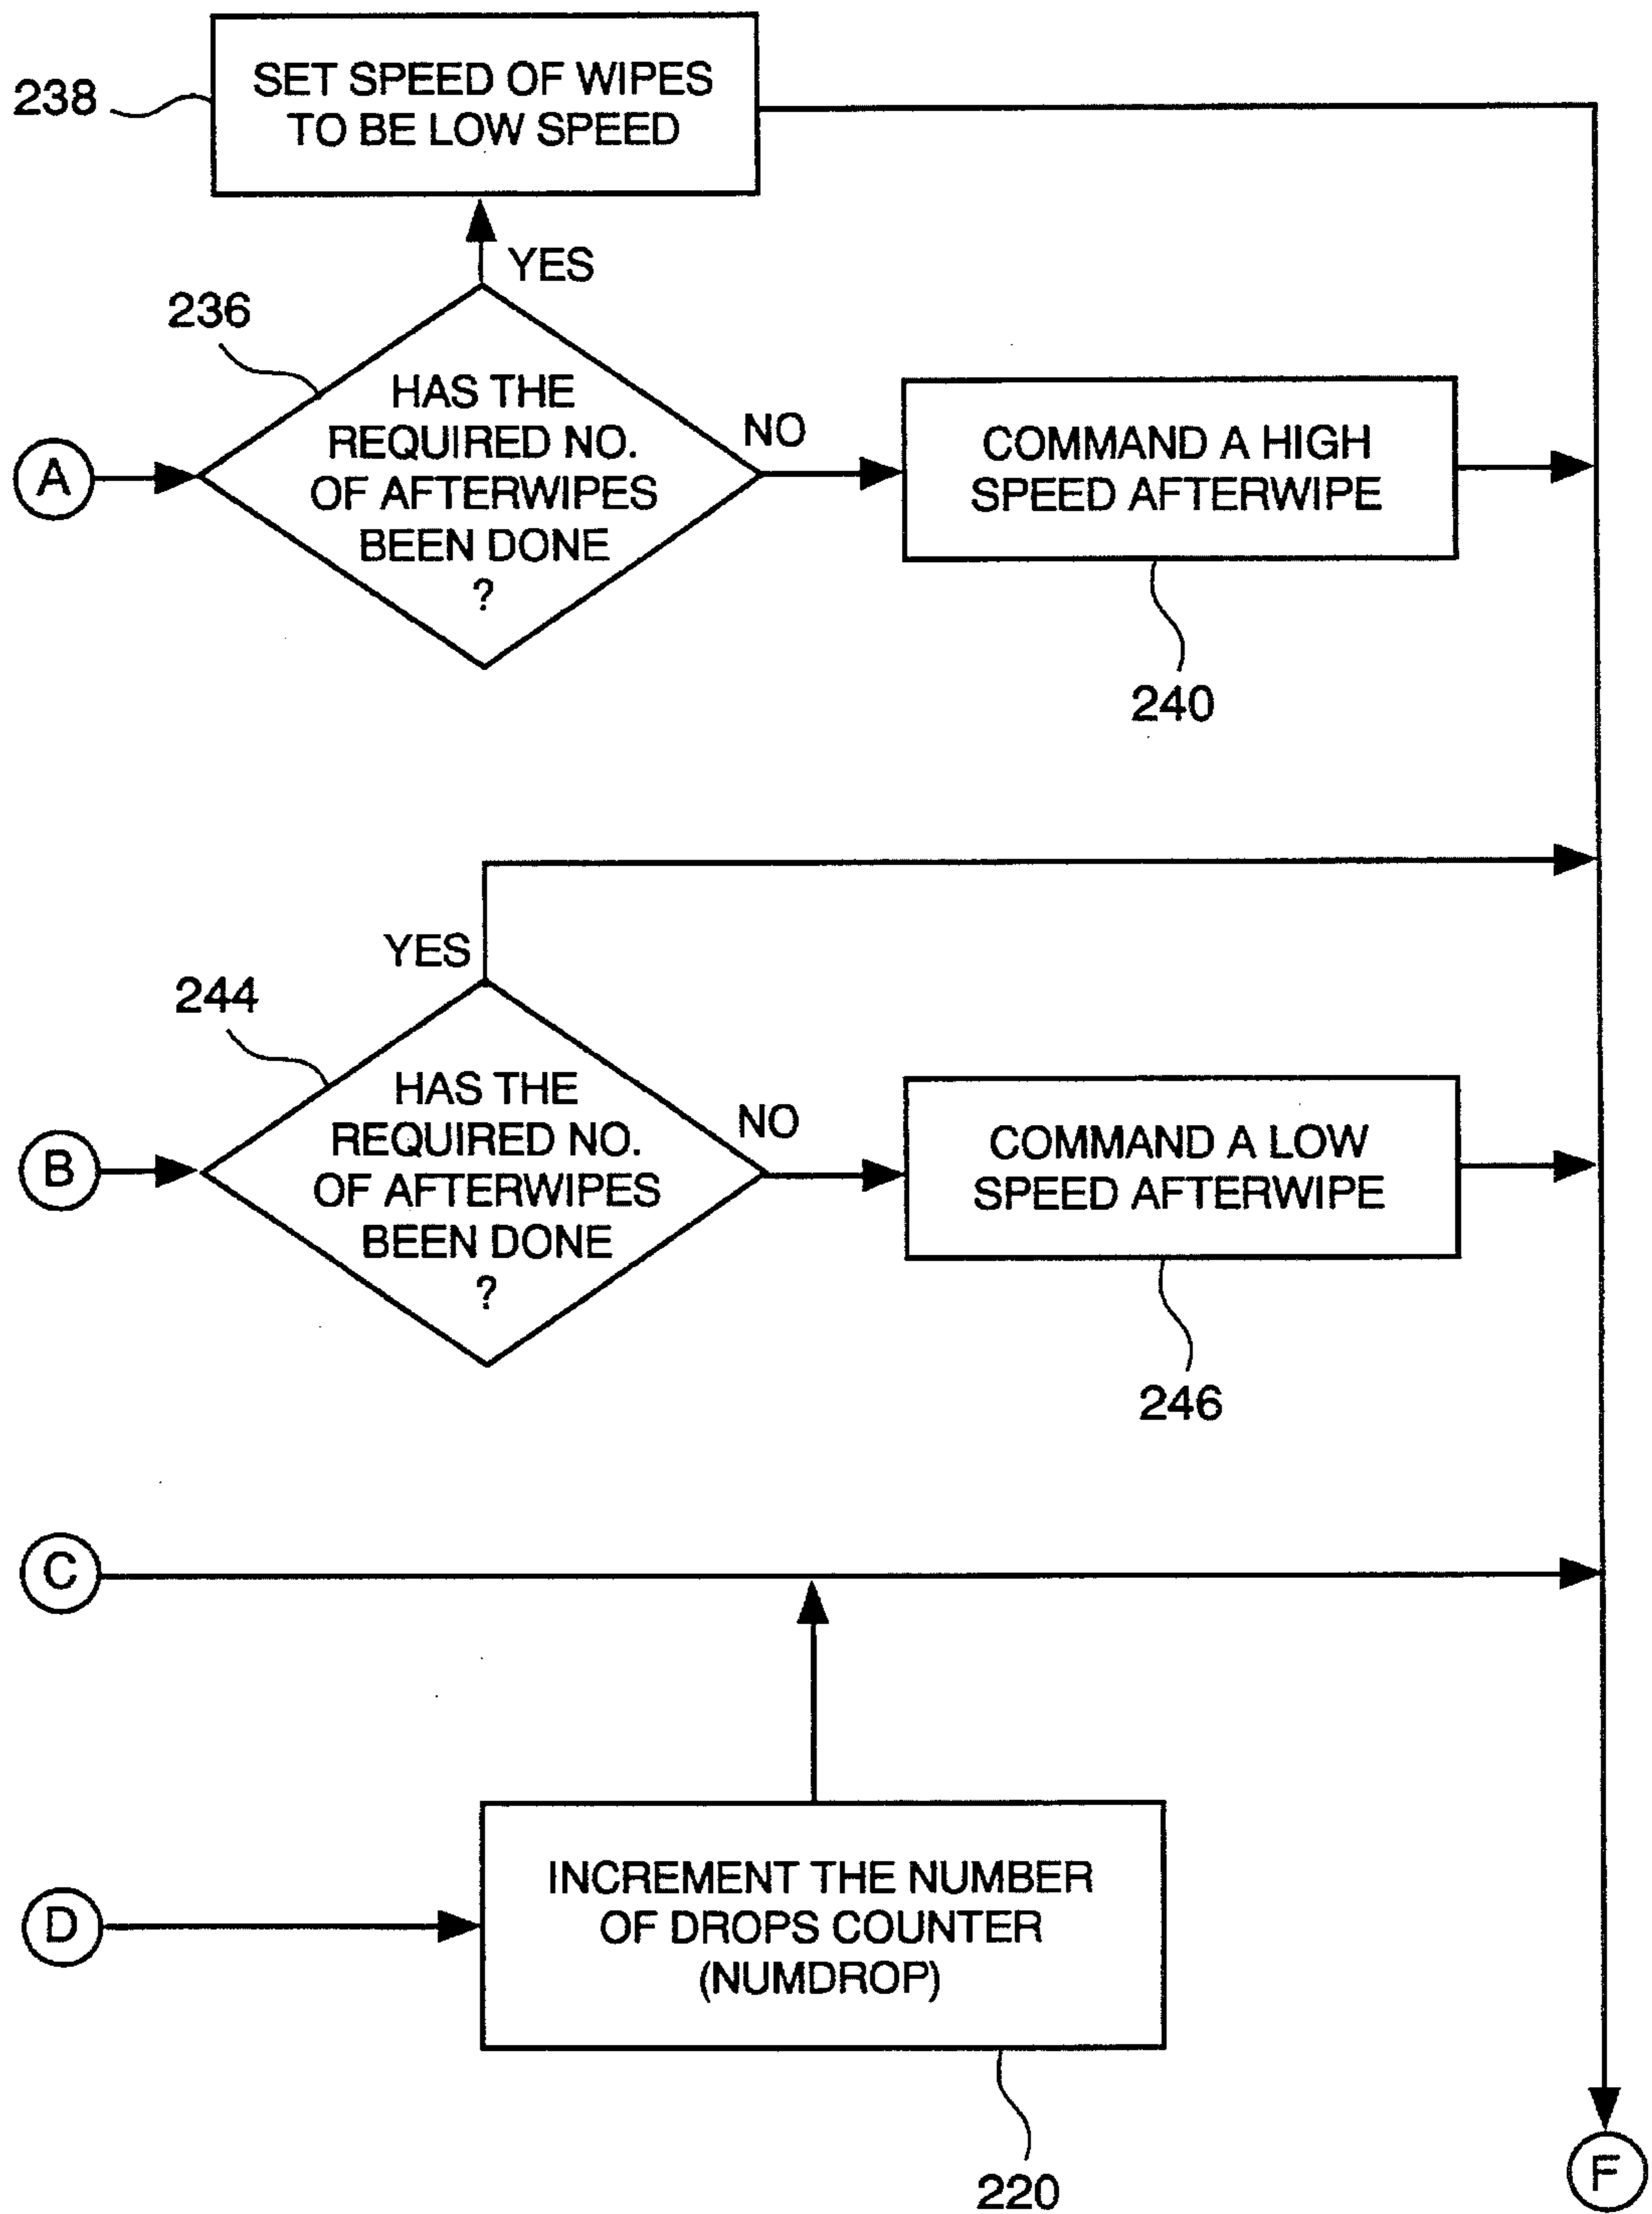 238
SET SPEED OF WIPES
TO BE LOW SPEED
YES
236
HAS THE
REQUIRED NO.
OF AFTERWIPES
BEEN DONE
?
A
NO
COMMAND A HIGH
SPEED AFTERWIPE
240
YES
244
HAS THE
REQUIRED NO.
OF AFTERWIPES
BEEN DONE
?
B
NO
COMMAND A LOW
SPEED AFTERWIPE
246
C
D
INCREMENT THE NUMBER
OF DROPS COUNTER
(NUMDROP)
220
F